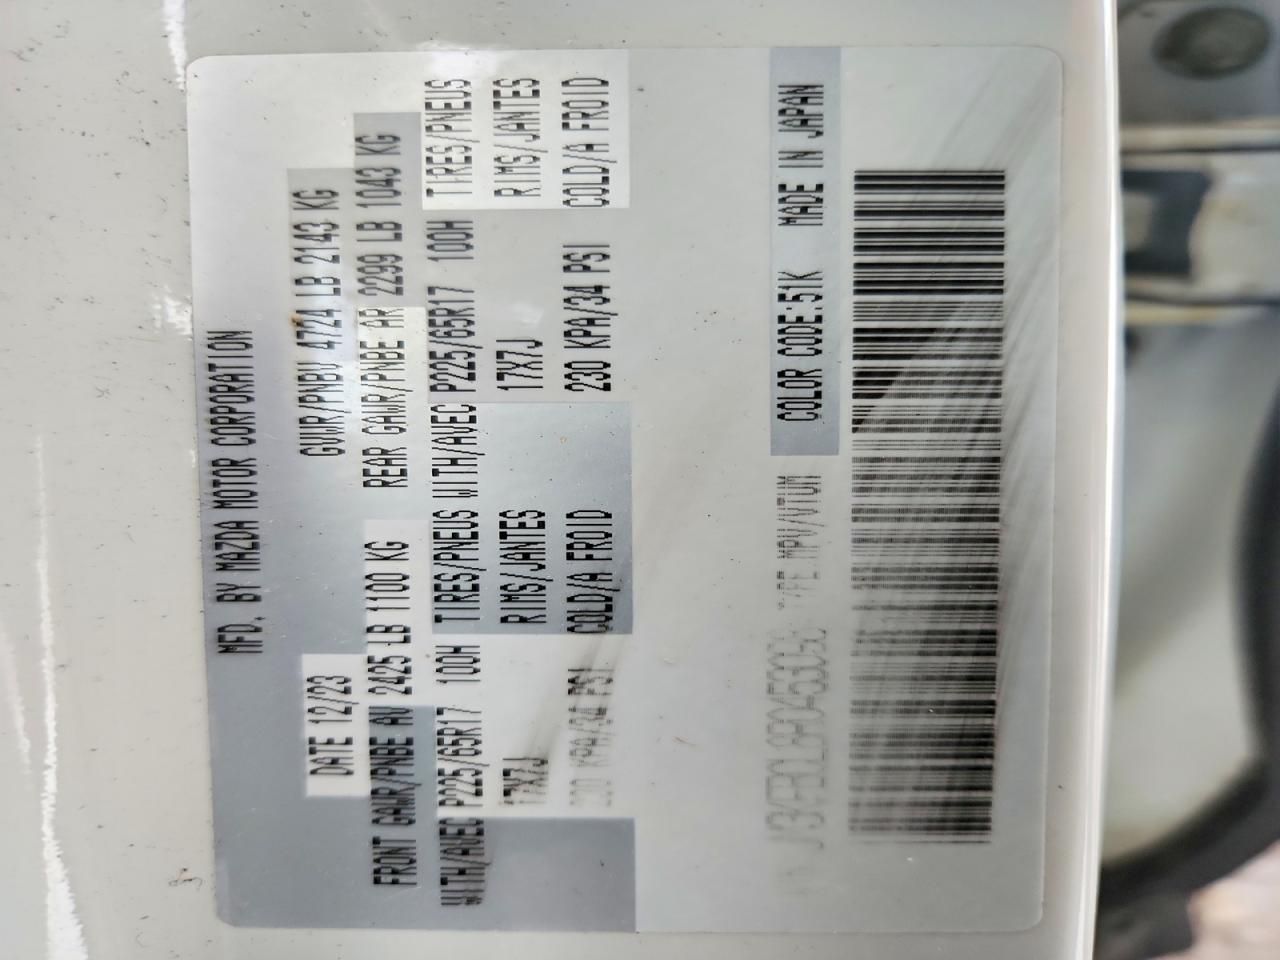 MFD. BY MAZDA MOTOR CORPORATION
DATE 12/23 GVWR/PNBV 4724 LB 2143 KG
FRONT GAWR/PNBE AV 2425 LB 1100 KG REAR GAWR/PNBE AR 2299 LB 1043 KG
WITH/AVEC P225/65R17 100H TIRES/PNEUS WITH/AVEC P225/65R17 100H TIRES/PNEUS
17X7J RIMS/JANTES 17X7J RIMS/JANTES
KPA/34 PSI COLD/A FROID 230 KPA/34 PSI COLD/A FROID
MPV/VTUM COLOR CODE:51K MADE IN JAPAN